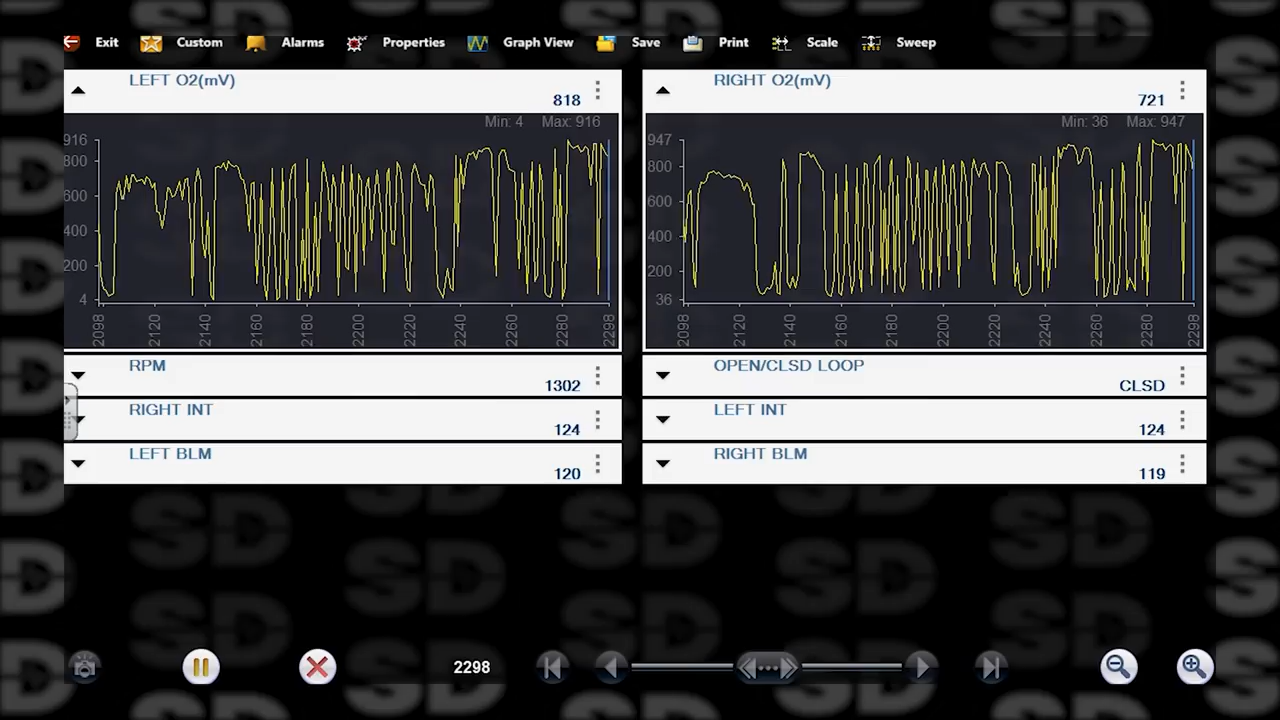 Exit Custom Alarms Properties Graph View Save Print Scale Sweep
LEFT O2(mV)
818
Min: 4 Max: 916
916
800
600
400
200
4
2098 2120 2140 2160 2180 2200 2220 2240 2260 2280 2298
RIGHT O2(mV)
721
Min: 36 Max: 947
947
800
600
400
200
36
2098 2120 2140 2160 2180 2200 2220 2240 2260 2280 2298
RPM
1302
OPEN/CLSD LOOP
CLSD
RIGHT INT
124
LEFT INT
124
LEFT BLM
120
RIGHT BLM
119
2298
SD